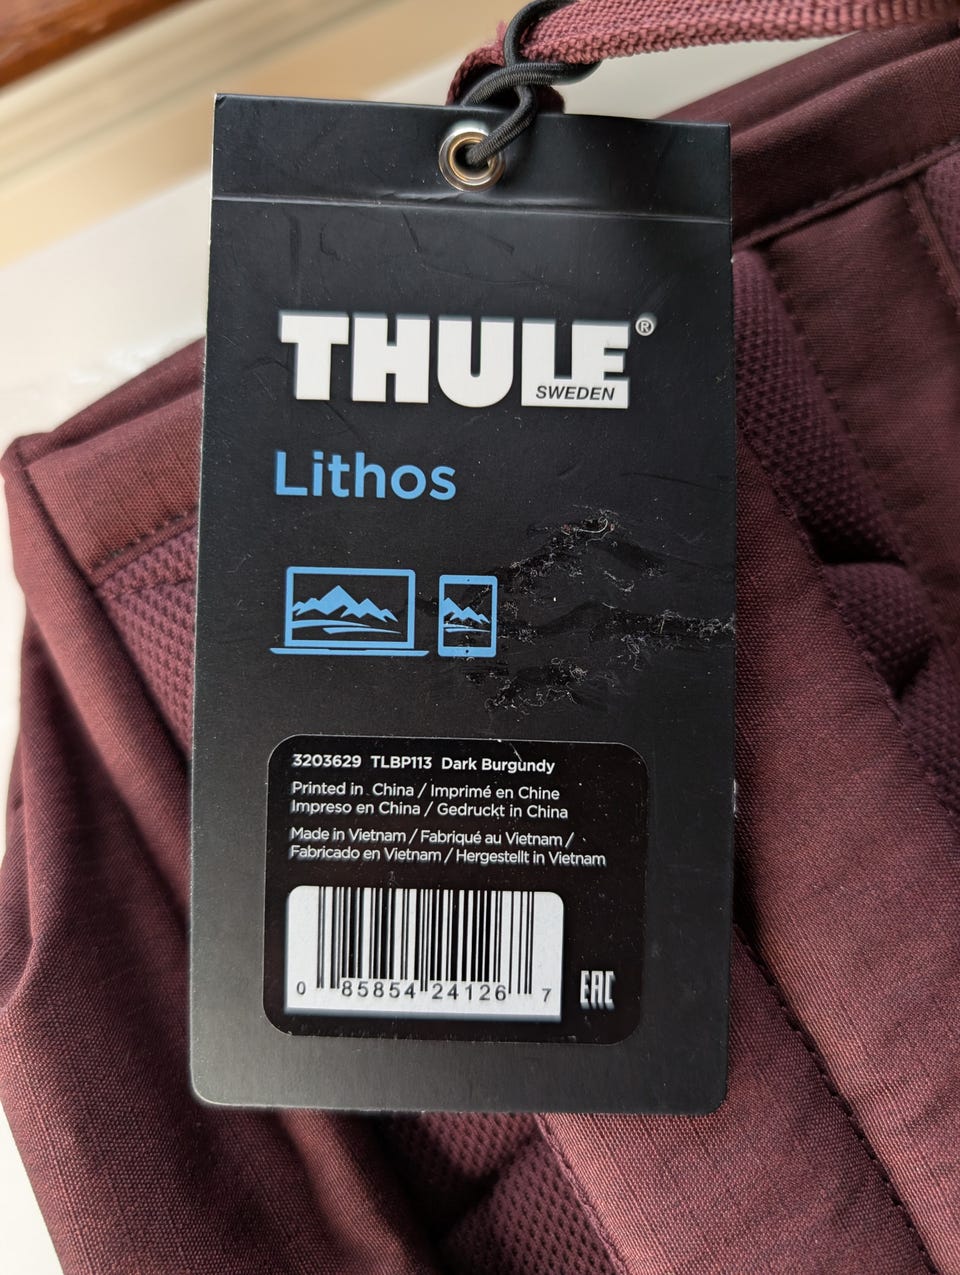 THULE®
SWEDEN
Lithos
3203629 TLBP113 Dark Burgundy
Printed in China / Imprimé en Chine
Impreso en China / Gedruckt in China
Made in Vietnam / Fabriqué au Vietnam /
Fabricado en Vietnam / Hergestellt in Vietnam
0 85854 24126 7
EAC